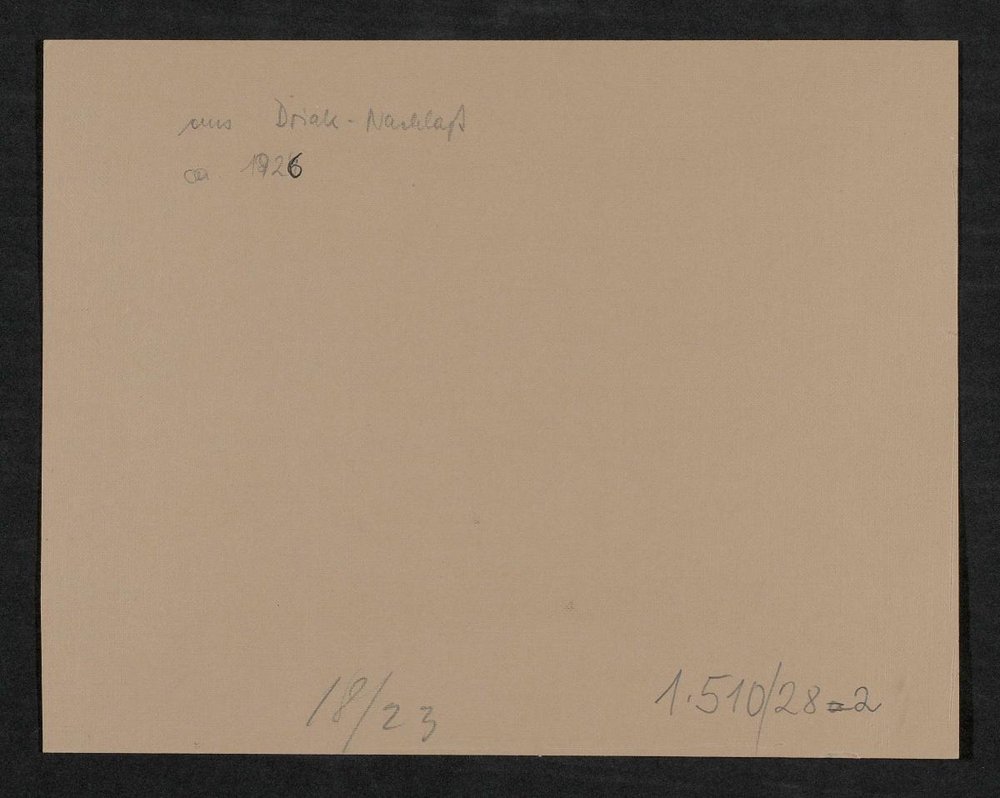 aus Driak-Nachlaß
ca 1926
18/23
1.510/28=2